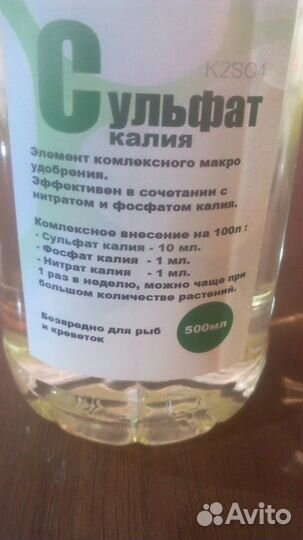 K2SO4
Сульфат
калия
Элемент комлексного макро
удобрения.
Эффективен в сочетании с
нитратом и фосфатом калия.
Комлексное внесение на 100л :
- Сульфат калия - 10 мл.
- Фосфат калия - 1 мл.
- Нитрат калия - 1 мл.
1 раз в неделю, можно чаще при
большом количестве растений.
Безвредно для рыб
и креветок
500мл
Avito